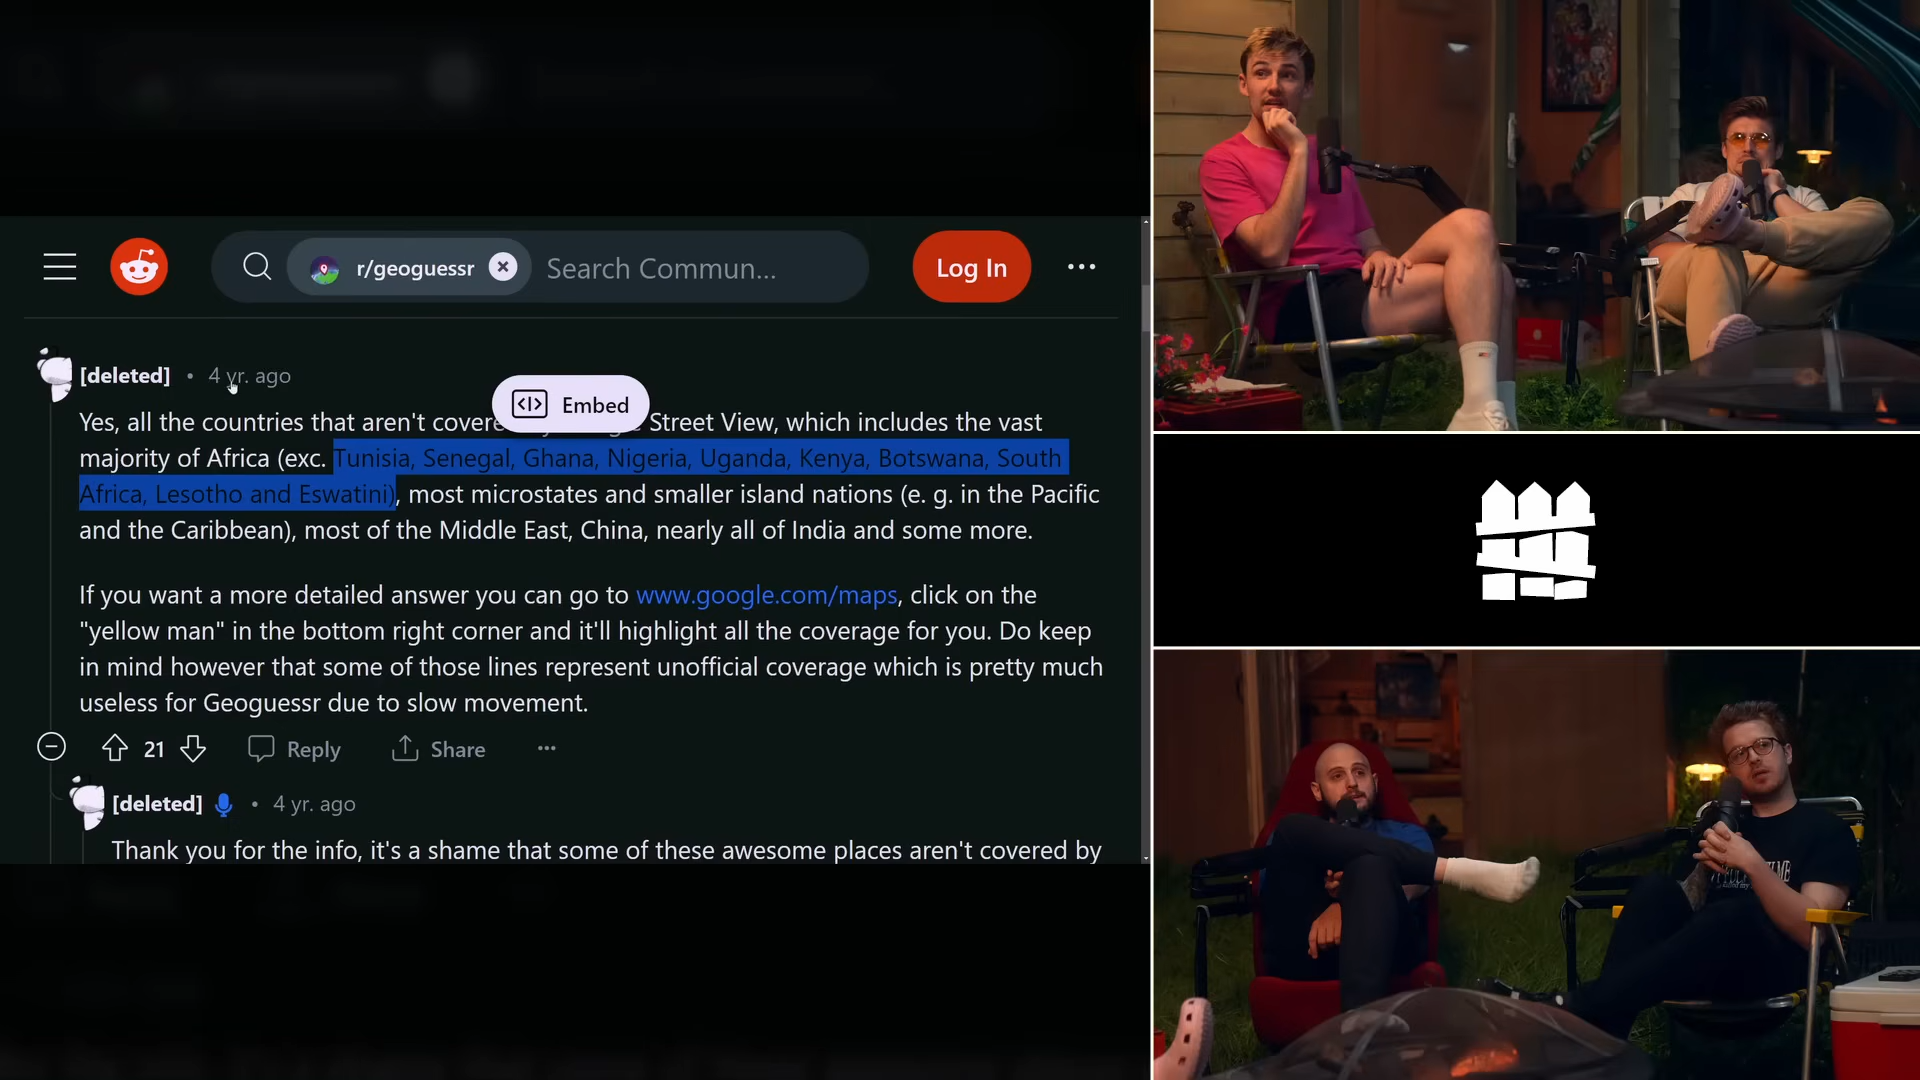 r/geoguessr
Search Commun...
Log In
[deleted] • 4 yr. ago
Embed
Yes, all the countries that aren't covere Street View, which includes the vast
majority of Africa (exc. Tunisia, Senegal, Ghana, Nigeria, Uganda, Kenya, Botswana, South
Africa, Lesotho and Eswatini), most microstates and smaller island nations (e. g. in the Pacific
and the Caribbean), most of the Middle East, China, nearly all of India and some more.
If you want a more detailed answer you can go to www.google.com/maps, click on the
"yellow man" in the bottom right corner and it'll highlight all the coverage for you. Do keep
in mind however that some of those lines represent unofficial coverage which is pretty much
useless for Geoguessr due to slow movement.
21 Reply Share
[deleted] • 4 yr. ago
Thank you for the info, it's a shame that some of these awesome places aren't covered by